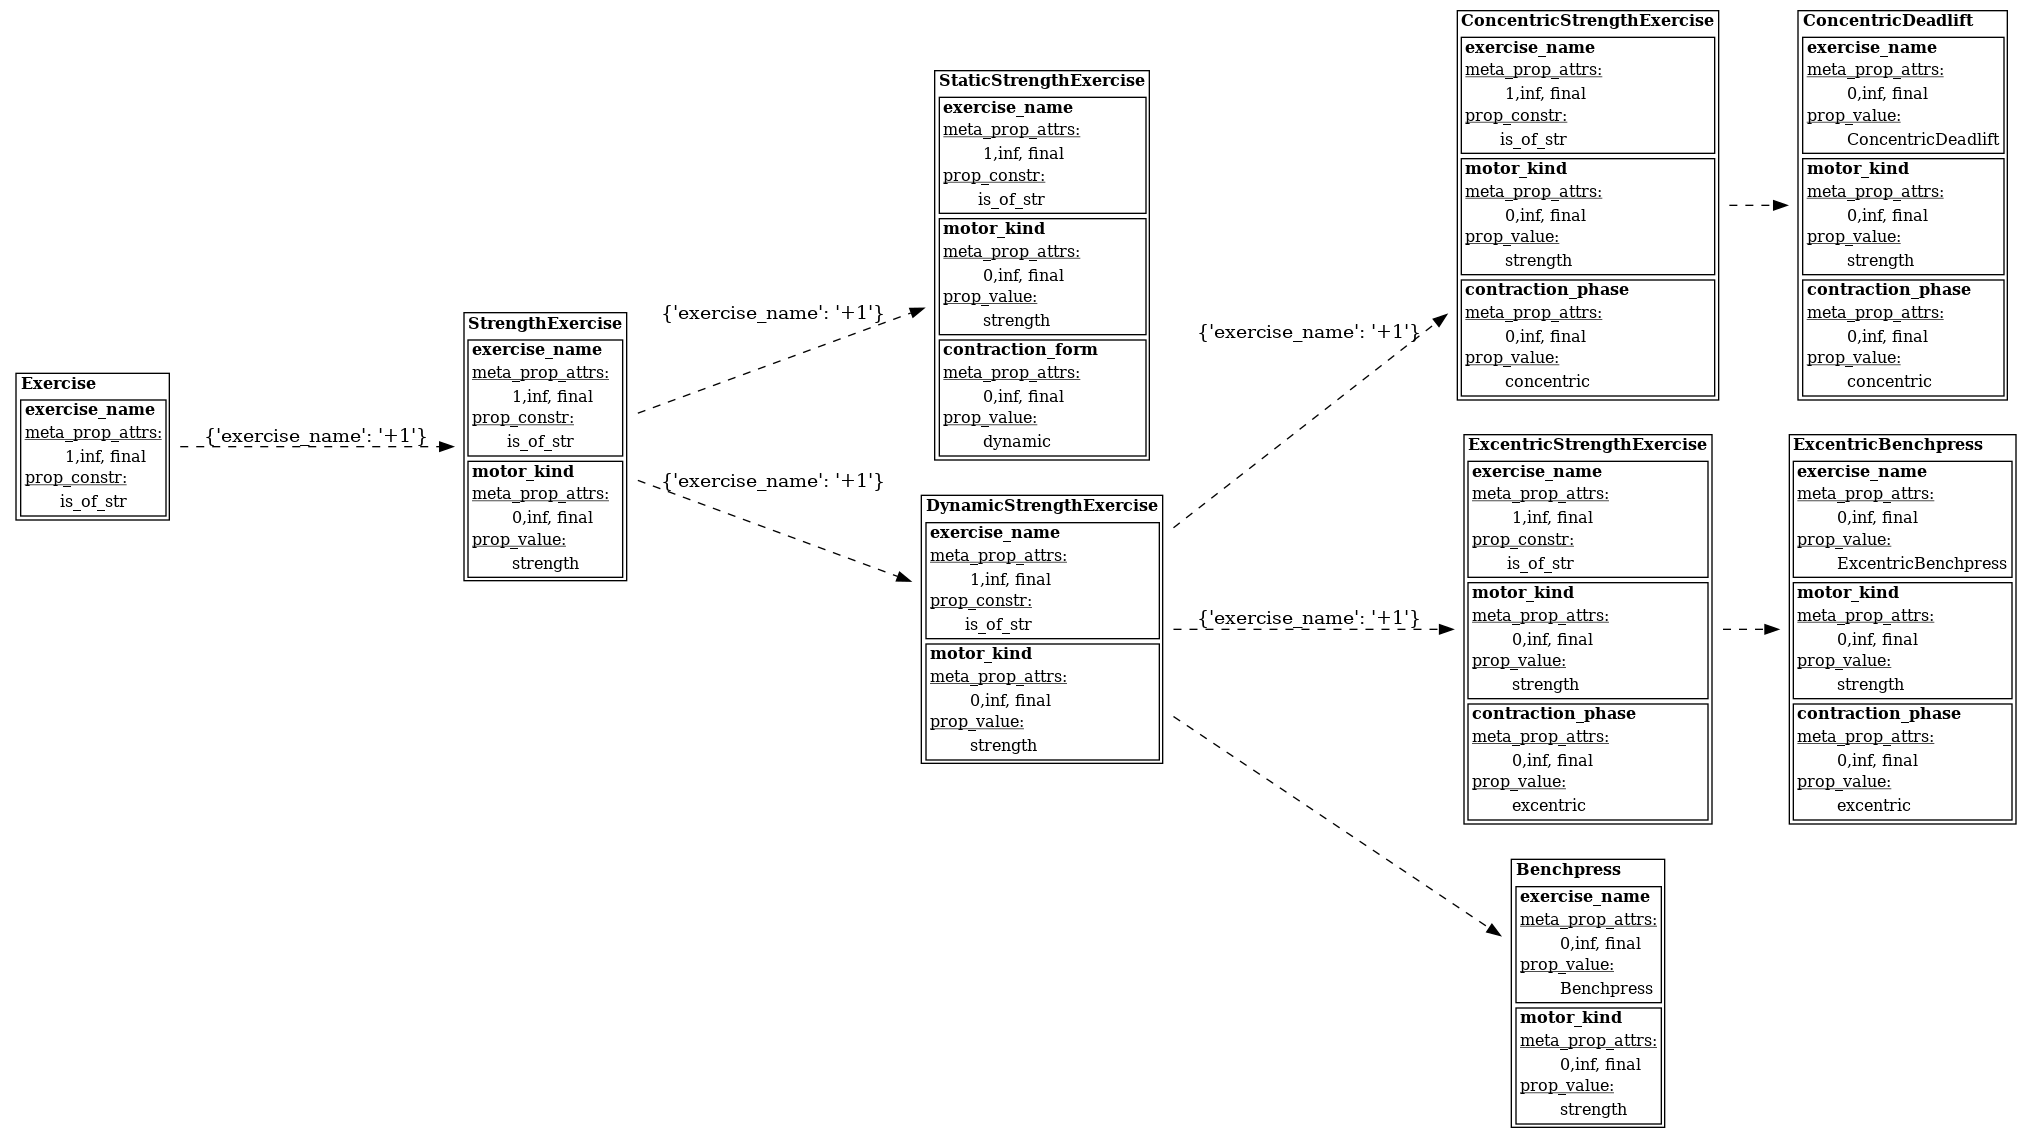 Exercise
exercise_name
meta_prop_attrs:
1,inf, final
prop_constr:
is_of_str
{'exercise_name': '+1'}
StrengthExercise
exercise_name
meta_prop_attrs:
1,inf, final
prop_constr:
is_of_str
motor_kind
meta_prop_attrs:
0,inf, final
prop_value:
strength
{'exercise_name': '+1'}
{'exercise_name': '+1'}
StaticStrengthExercise
exercise_name
meta_prop_attrs:
1,inf, final
prop_constr:
is_of_str
motor_kind
meta_prop_attrs:
0,inf, final
prop_value:
strength
contraction_form
meta_prop_attrs:
0,inf, final
prop_value:
dynamic
DynamicStrengthExercise
exercise_name
meta_prop_attrs:
1,inf, final
prop_constr:
is_of_str
motor_kind
meta_prop_attrs:
0,inf, final
prop_value:
strength
{'exercise_name': '+1'}
{'exercise_name': '+1'}
ConcentricStrengthExercise
exercise_name
meta_prop_attrs:
1,inf, final
prop_constr:
is_of_str
motor_kind
meta_prop_attrs:
0,inf, final
prop_value:
strength
contraction_phase
meta_prop_attrs:
0,inf, final
prop_value:
concentric
ConcentricDeadlift
exercise_name
meta_prop_attrs:
0,inf, final
prop_value:
ConcentricDeadlift
motor_kind
meta_prop_attrs:
0,inf, final
prop_value:
strength
contraction_phase
meta_prop_attrs:
0,inf, final
prop_value:
concentric
ExcentricStrengthExercise
exercise_name
meta_prop_attrs:
1,inf, final
prop_constr:
is_of_str
motor_kind
meta_prop_attrs:
0,inf, final
prop_value:
strength
contraction_phase
meta_prop_attrs:
0,inf, final
prop_value:
excentric
ExcentricBenchpress
exercise_name
meta_prop_attrs:
0,inf, final
prop_value:
ExcentricBenchpress
motor_kind
meta_prop_attrs:
0,inf, final
prop_value:
strength
contraction_phase
meta_prop_attrs:
0,inf, final
prop_value:
excentric
Benchpress
exercise_name
meta_prop_attrs:
0,inf, final
prop_value:
Benchpress
motor_kind
meta_prop_attrs:
0,inf, final
prop_value:
strength